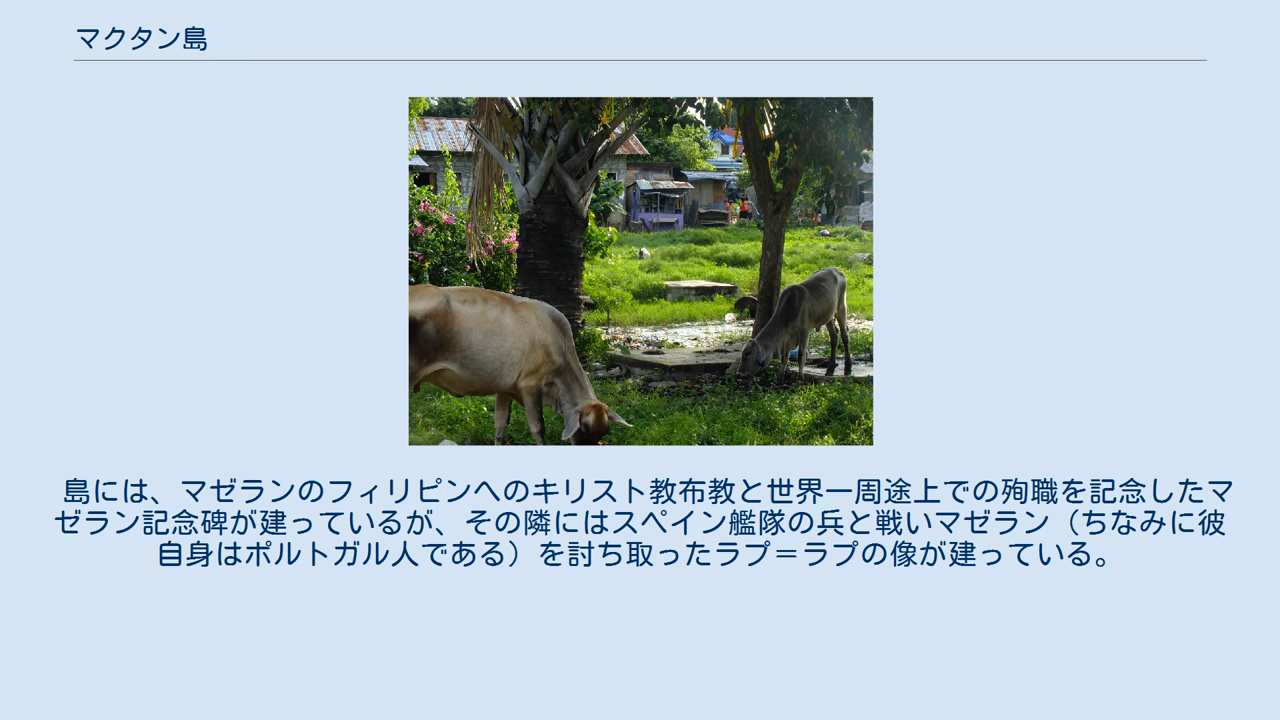 マクタン島
島には、マゼランのフィリピンへのキリスト教布教と世界一周途上での殉職を記念したマ
ゼラン記念碑が建っているが、その隣にはスペイン艦隊の兵と戦いマゼラン（ちなみに彼
自身はポルトガル人である）を討ち取ったラプ＝ラプの像が建っている。